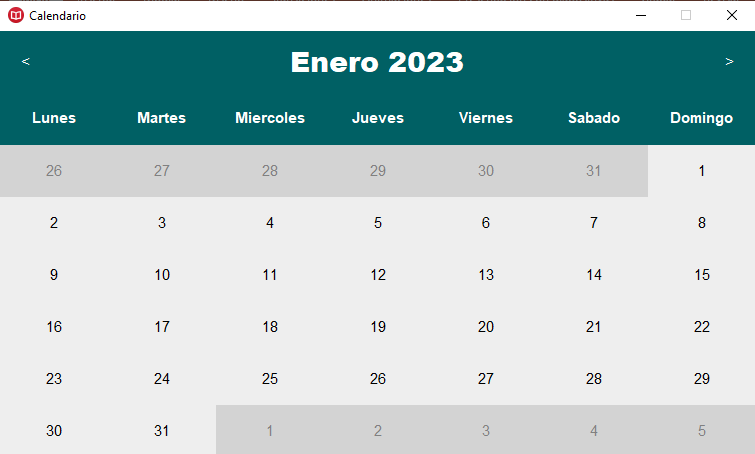 Calendario
< Enero 2023 >
Lunes Martes Miercoles Jueves Viernes Sabado Domingo
26 27 28 29 30 31 1
2 3 4 5 6 7 8
9 10 11 12 13 14 15
16 17 18 19 20 21 22
23 24 25 26 27 28 29
30 31 1 2 3 4 5